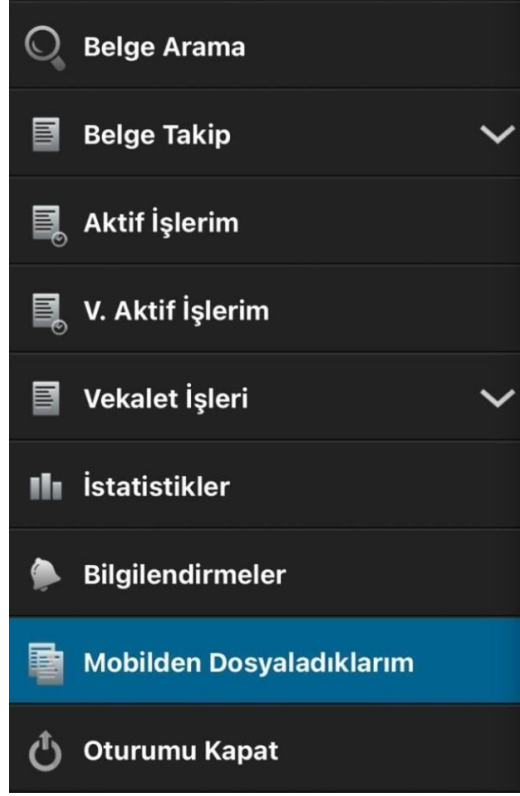 Belge Arama
Belge Takip
Aktif İşlerim
V. Aktif İşlerim
Vekalet İşleri
İstatistikler
Bilgilendirmeler
Mobilden Dosyaladıklarım
Oturumu Kapat